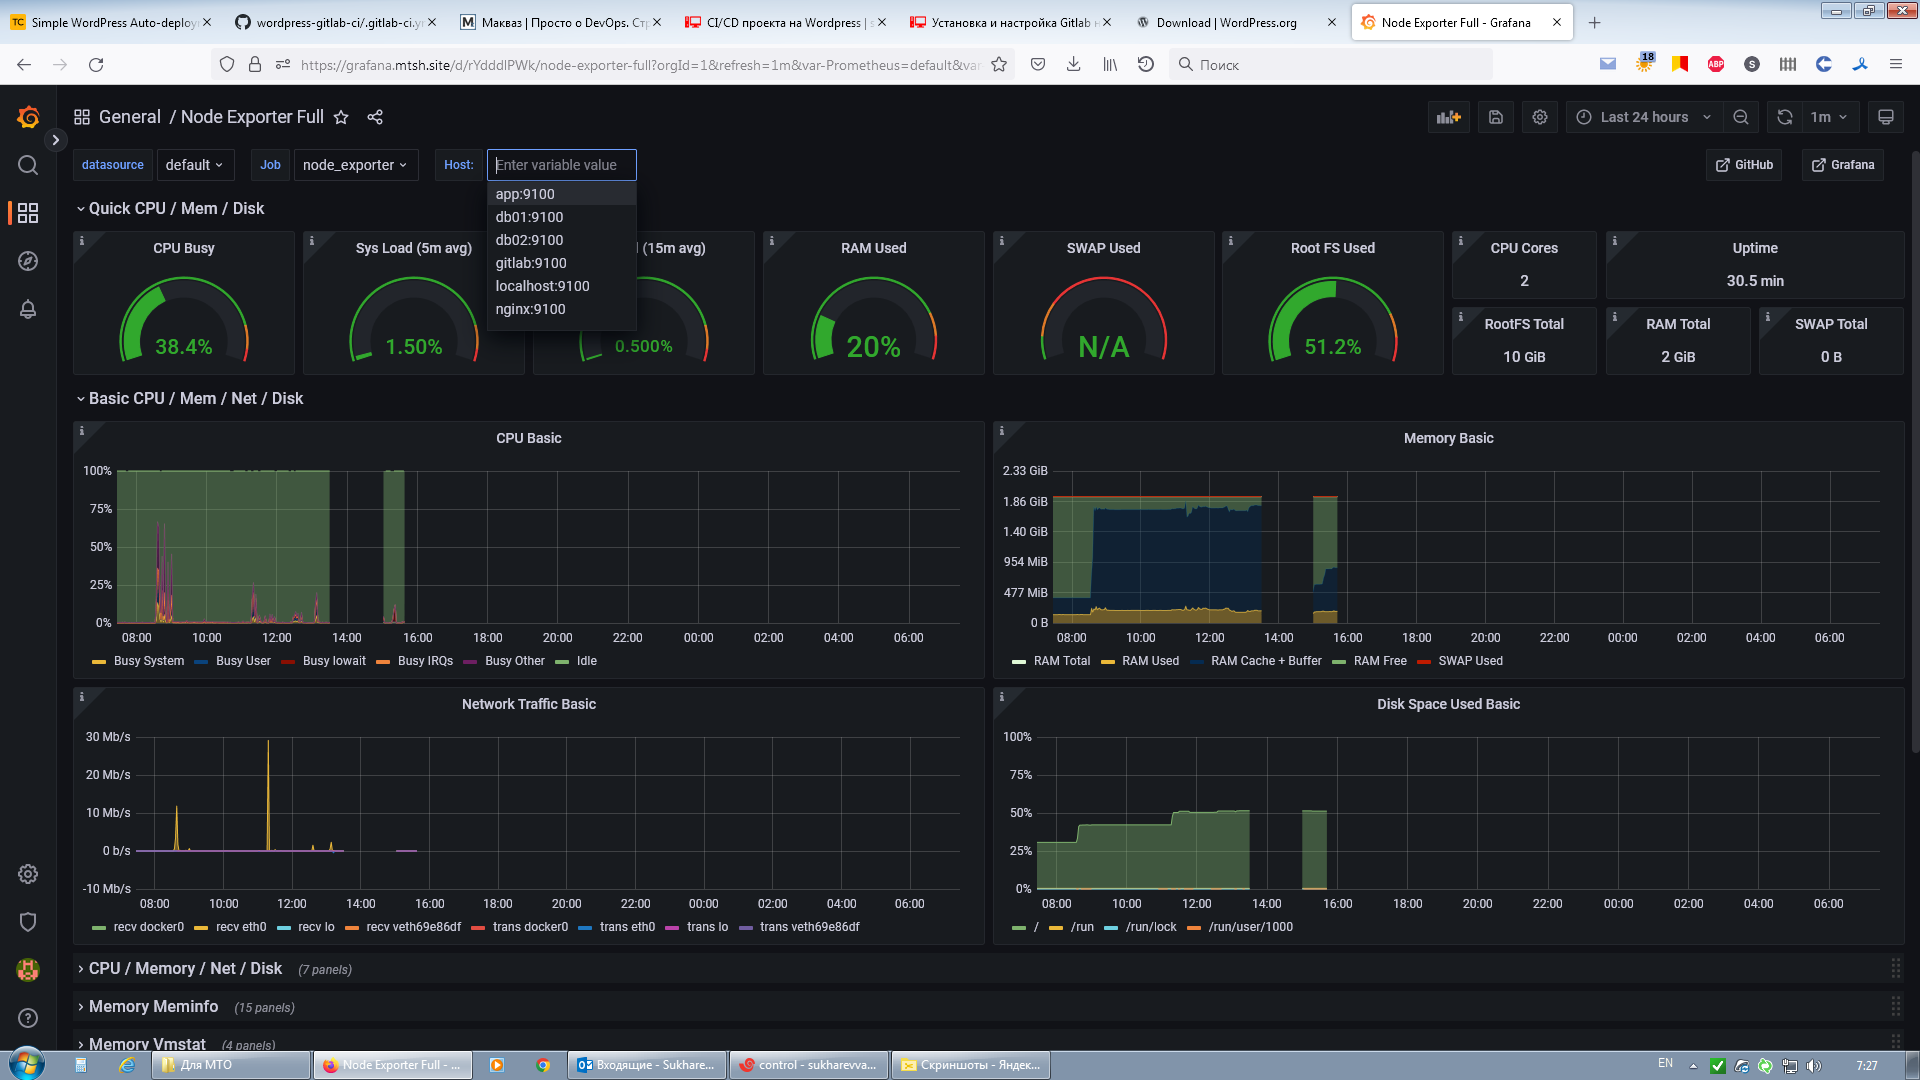 Simple WordPress Auto-deploy
wordpress-gitlab-ci/.gitlab-ci.y
Макваз | Просто о DevOps. Ст
CI/CD проекта на Wordpress | s
Установка и настройка Gitlab н
Download | WordPress.org
Node Exporter Full - Grafana
https://grafana.mtsh.site/d/rYdddlPWk/node-exporter-full?orgId=1&refresh=1m&var-Prometheus=default&var
Поиск
18
ABP
General / Node Exporter Full
Last 24 hours
1m
datasource
default
Job
node_exporter
Host:
Enter variable value
GitHub
Grafana
app:9100
db01:9100
db02:9100
gitlab:9100
localhost:9100
nginx:9100
Quick CPU / Mem / Disk
CPU Busy
38.4%
Sys Load (5m avg)
1.50%
(15m avg)
0.500%
RAM Used
20%
SWAP Used
N/A
Root FS Used
51.2%
CPU Cores
2
Uptime
30.5 min
RootFS Total
10 GiB
RAM Total
2 GiB
SWAP Total
0 B
Basic CPU / Mem / Net / Disk
CPU Basic
100%
75%
50%
25%
0%
08:00 10:00 12:00 14:00 16:00 18:00 20:00 22:00 00:00 02:00 04:00 06:00
Busy System Busy User Busy Iowait Busy IRQs Busy Other Idle
Memory Basic
2.33 GiB
1.86 GiB
1.40 GiB
954 MiB
477 MiB
0 B
08:00 10:00 12:00 14:00 16:00 18:00 20:00 22:00 00:00 02:00 04:00 06:00
RAM Total RAM Used RAM Cache + Buffer RAM Free SWAP Used
Network Traffic Basic
30 Mb/s
20 Mb/s
10 Mb/s
0 b/s
-10 Mb/s
08:00 10:00 12:00 14:00 16:00 18:00 20:00 22:00 00:00 02:00 04:00 06:00
recv docker0 recv eth0 recv lo recv veth69e86df trans docker0 trans eth0 trans lo trans veth69e86df
Disk Space Used Basic
100%
75%
50%
25%
0%
08:00 10:00 12:00 14:00 16:00 18:00 20:00 22:00 00:00 02:00 04:00 06:00
/ /run /run/lock /run/user/1000
CPU / Memory / Net / Disk (7 panels)
Memory Meminfo (15 panels)
Memory Vmstat (4 panels)
Для МТО
Node Exporter Full - ...
Входящие - Sukhare...
control - sukharevva...
Скриншоты - Яндек...
EN
7:27